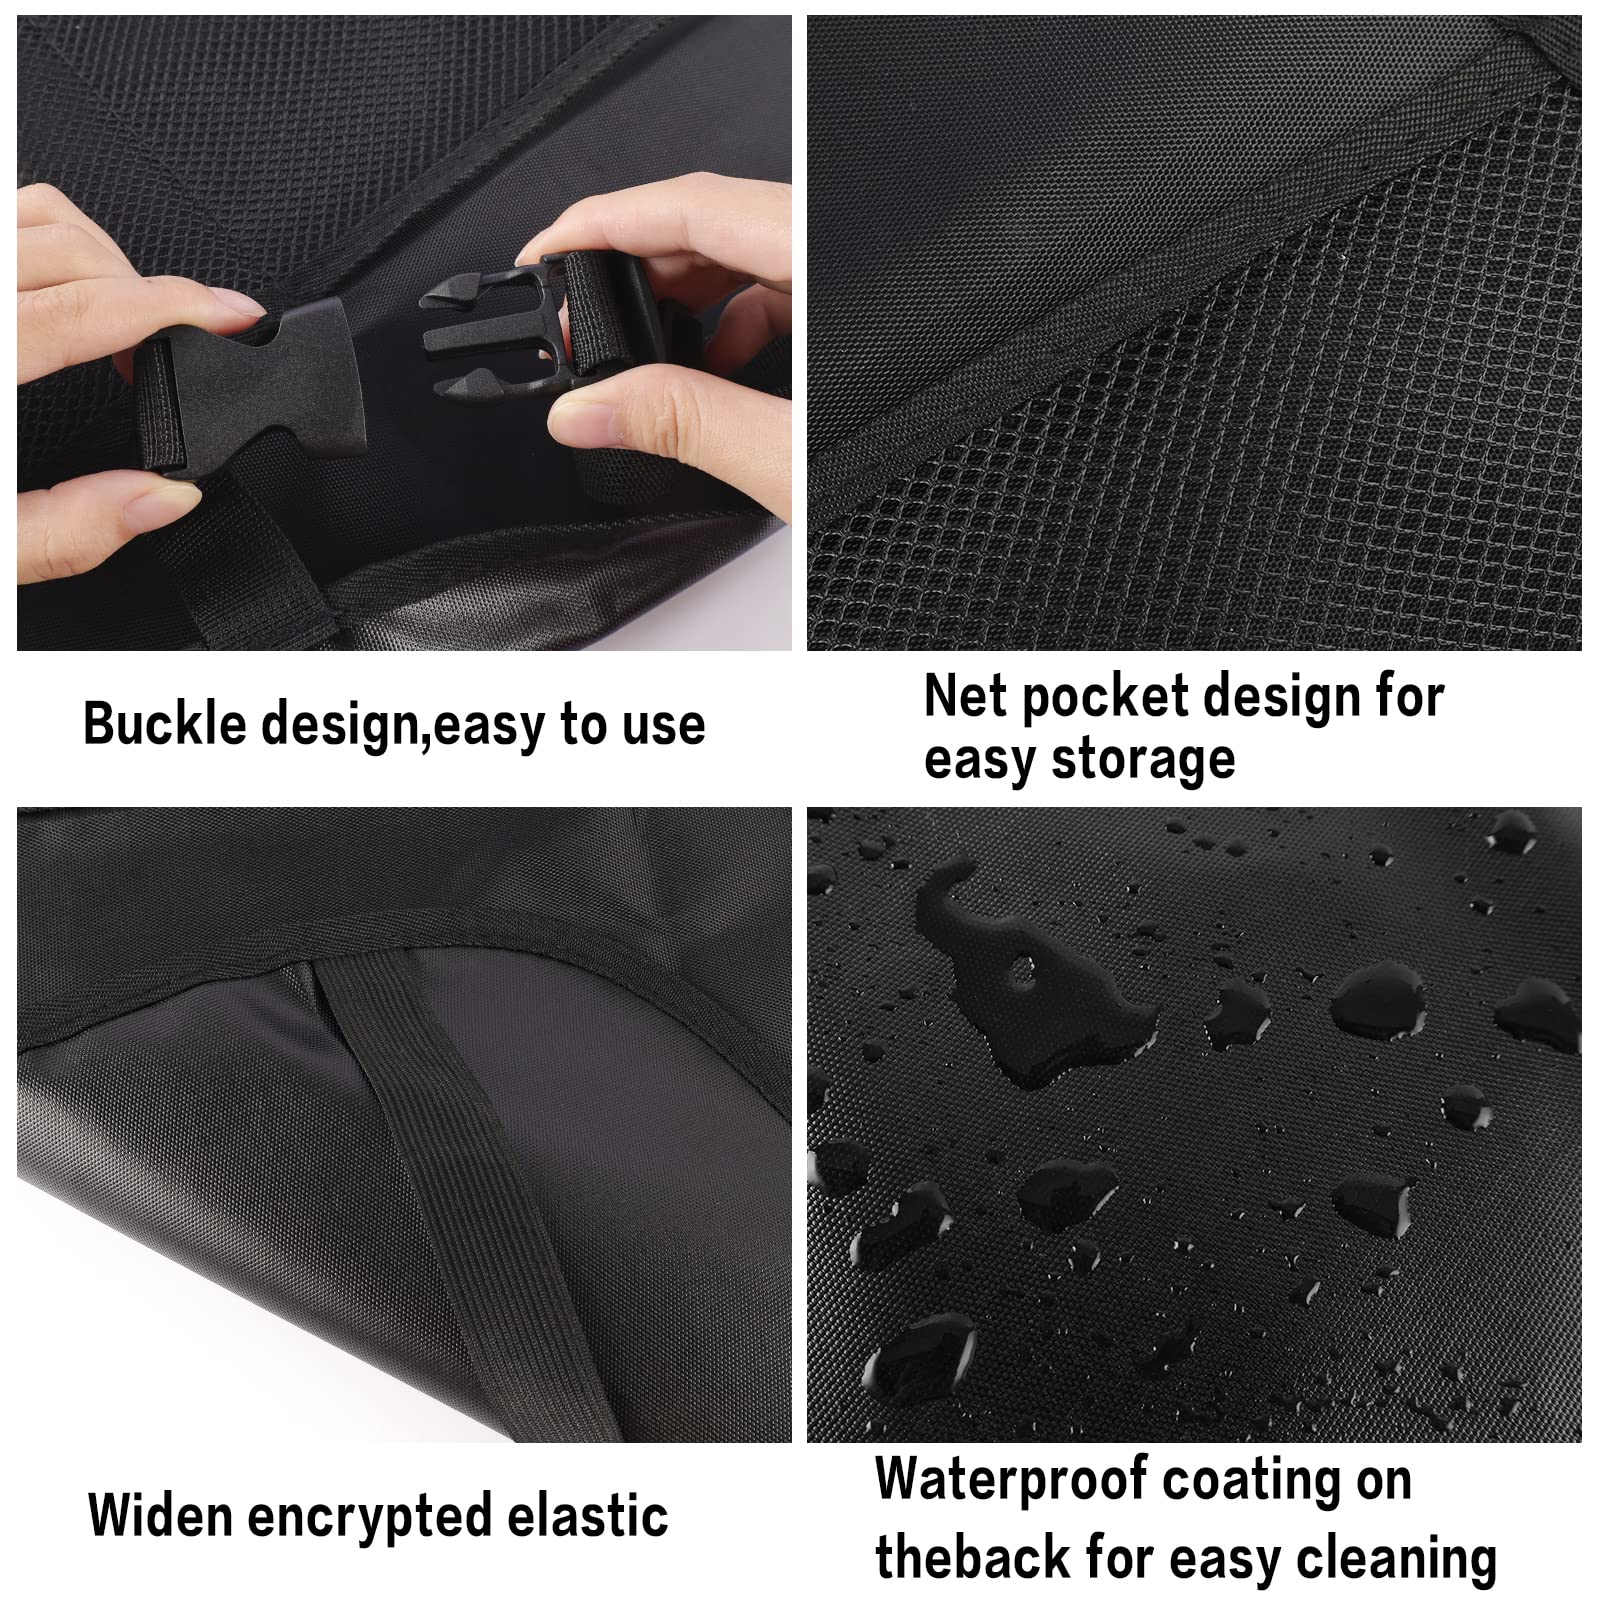 Buckle design,easy to use
Net pocket design for
easy storage
Widen encrypted elastic
Waterproof coating on
theback for easy cleaning